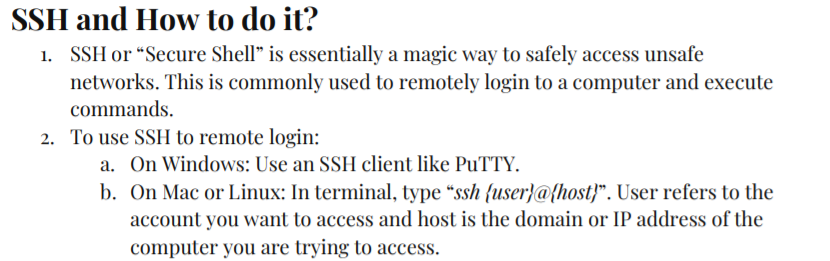 SSH and How to do it?
1. SSH or “Secure Shell” is essentially a magic way to safely access unsafe
networks. This is commonly used to remotely login to a computer and execute
commands.
2. To use SSH to remote login:
a. On Windows: Use an SSH client like PuTTY.
b. On Mac or Linux: In terminal, type “ssh {user}@{host}”. User refers to the
account you want to access and host is the domain or IP address of the
computer you are trying to access.